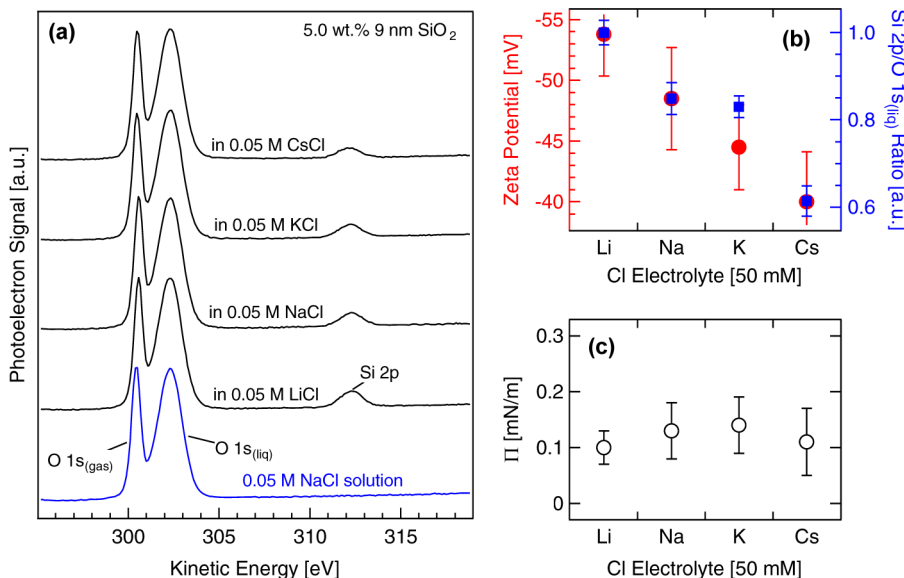 (a)
5.0 wt.% 9 nm SiO2
in 0.05 M CsCl
in 0.05 M KCl
in 0.05 M NaCl
Si 2p
in 0.05 M LiCl
O 1s(gas)
O 1s(liq)
0.05 M NaCl solution
Photoelectron Signal [a.u.]
300 305 310 315
Kinetic Energy [eV]
(b)
Zeta Potential [mV]
-55
-50
-45
-40
Si 2p/O 1s(liq) Ratio [a.u.]
1.0
0.8
0.6
Li Na K Cs
Cl Electrolyte [50 mM]
(c)
Π [mN/m]
0.3
0.2
0.1
0
Li Na K Cs
Cl Electrolyte [50 mM]